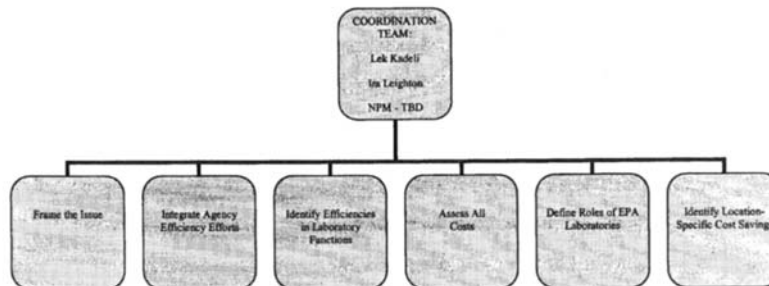 COORDINATION
TEAM:
Lek Kadeli
Ira Leighton
NPM - TBD
Frame the Issue
Integrate Agency
Efficiency Efforts
Identify Efficiencies
in Laboratory
Functions
Assess All
Costs
Define Roles of EPA
Laboratories
Identify Location-
Specific Cost Saving